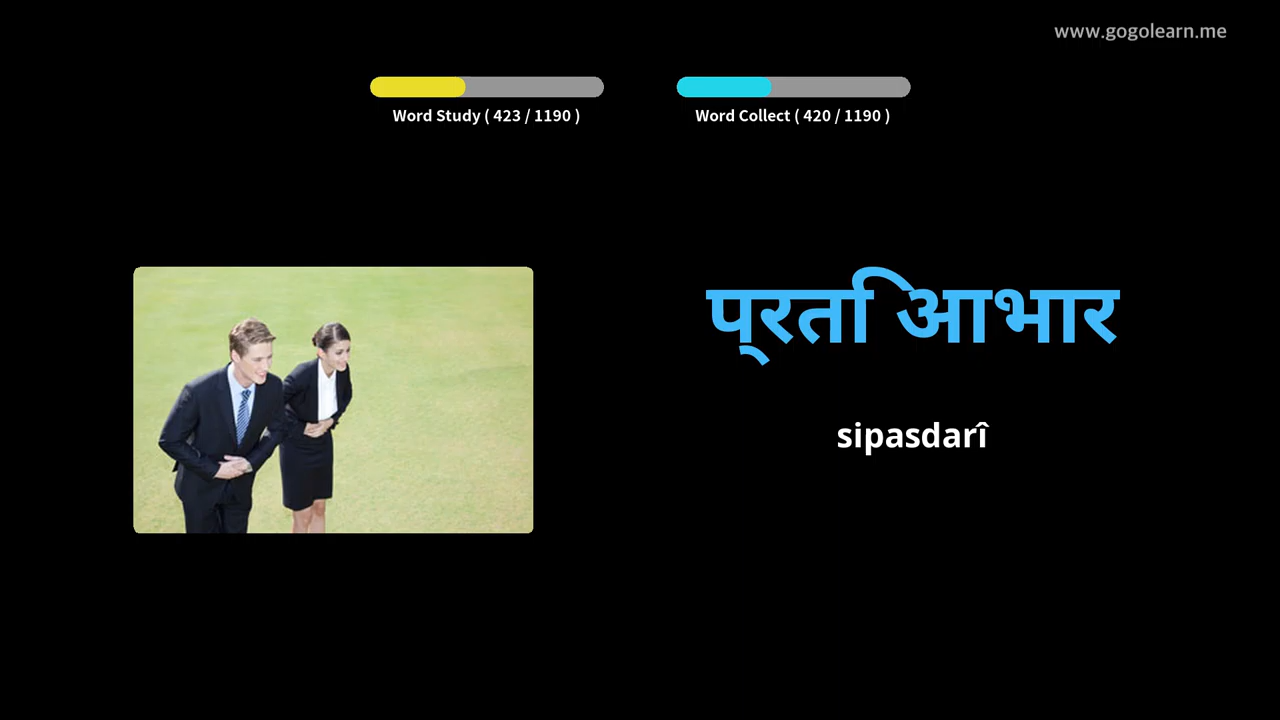 www.gogolearn.me
Word Study ( 423 / 1190 )
Word Collect ( 420 / 1190 )
प्रति आभार
sipasdarî